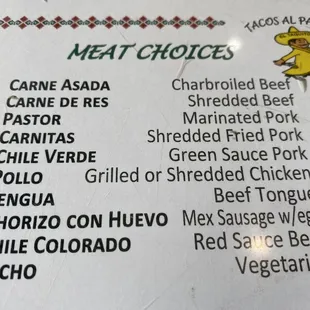 TACOS AL PA
MEAT CHOICES
CARNE ASADA Charbroiled Beef
CARNE DE RES Shredded Beef
PASTOR Marinated Pork
CARNITAS Shredded Fried Pork
CHILE VERDE Green Sauce Pork
POLLO Grilled or Shredded Chicken
ENGUA Beef Tongue
HORIZO CON HUEVO Mex Sausage w/eg
HILE COLORADO Red Sauce Be
CHO Vegetari